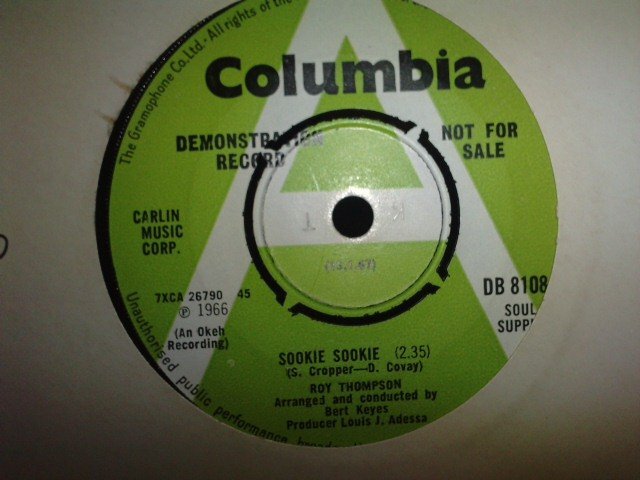 The Gramophone Co. Ltd. · All rights of the
Columbia
DEMONSTRATION
RECORD
NOT FOR
SALE
CARLIN
MUSIC
CORP.
7XCA 26790 45
℗ 1966
(An Okeh
Recording)
DB 8108
SOUL
SUPPL
SOOKIE SOOKIE (2.35)
(S. Cropper—D. Covay)
ROY THOMPSON
Arranged and conducted by
Bert Keyes
Producer Louis J. Adessa
Unauthorised public performance